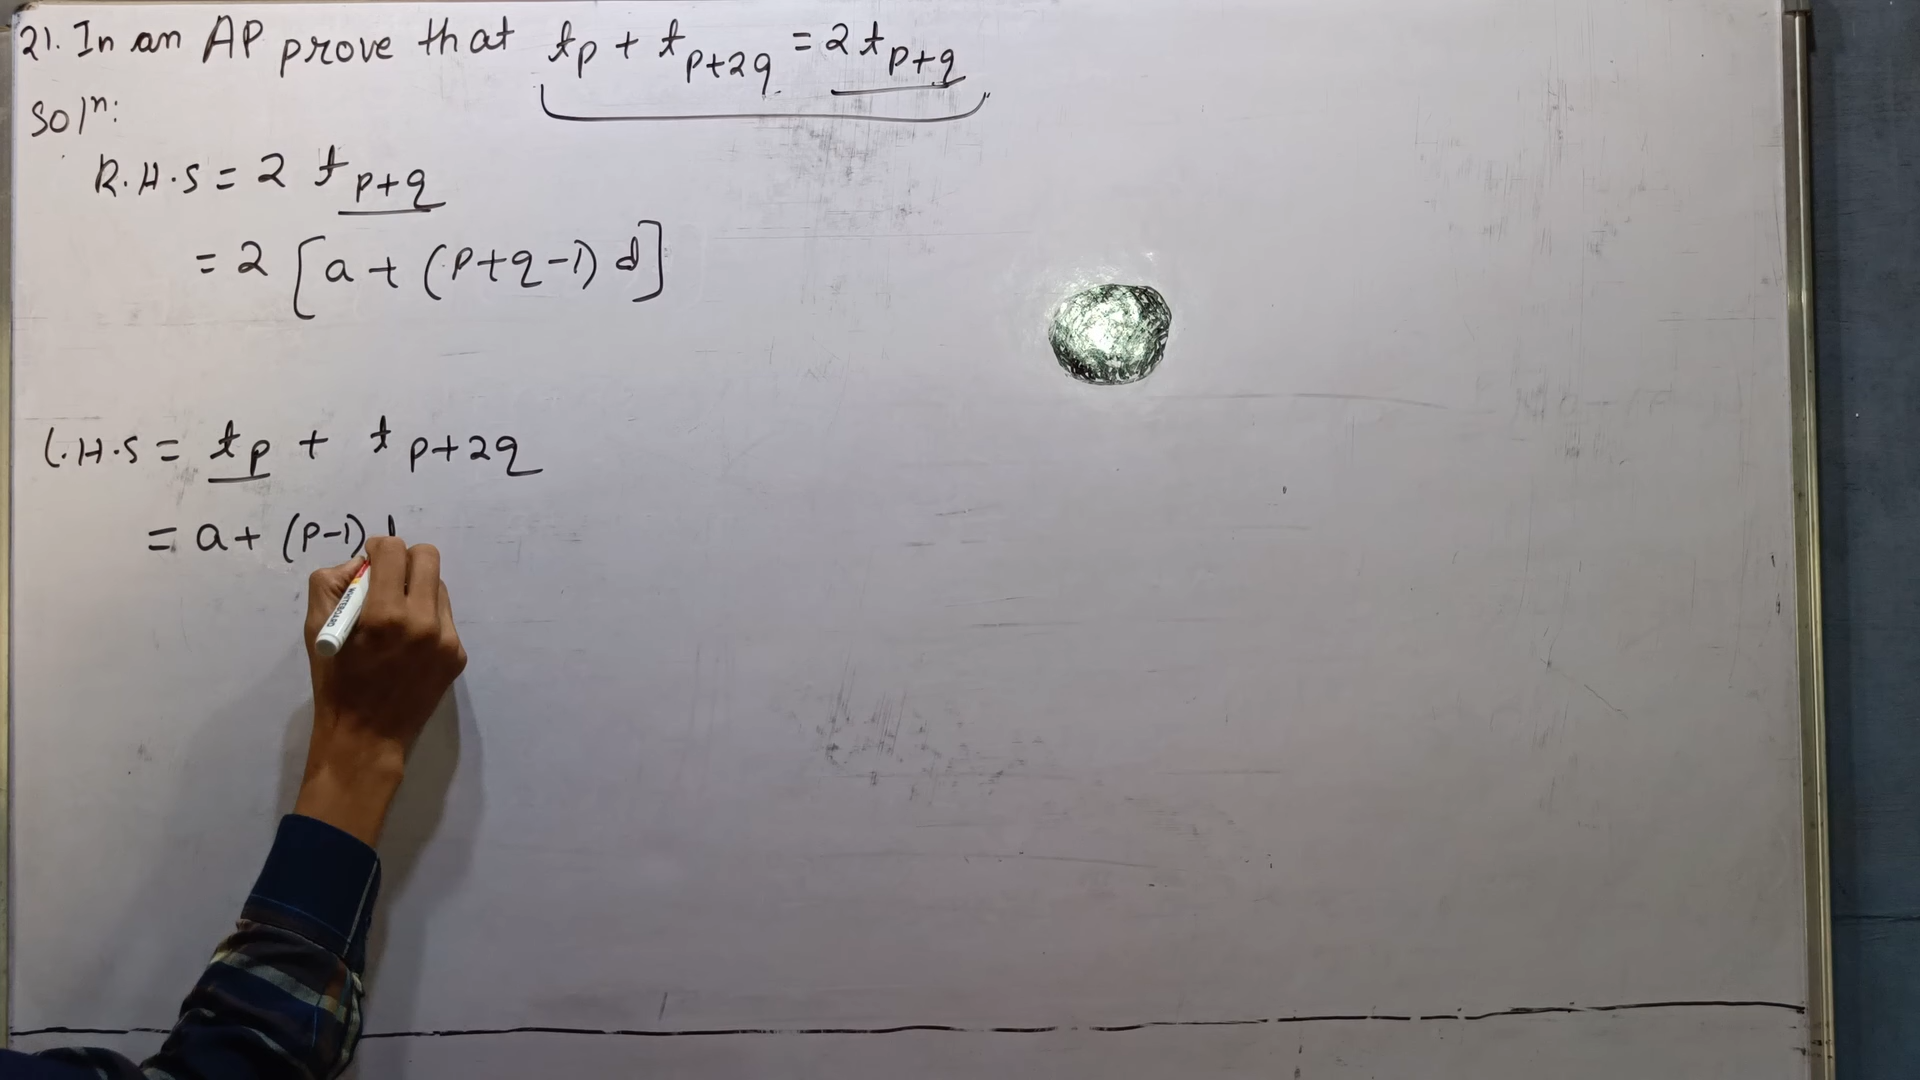 21. In an AP prove that tp + tp+2q = 2tp+q
Solⁿ:
R.H.S = 2 tp+q
= 2 [a + (p+q-1) d]
L.H.S = tp + tp+2q
= a + (p-1)
WHITEBOARD